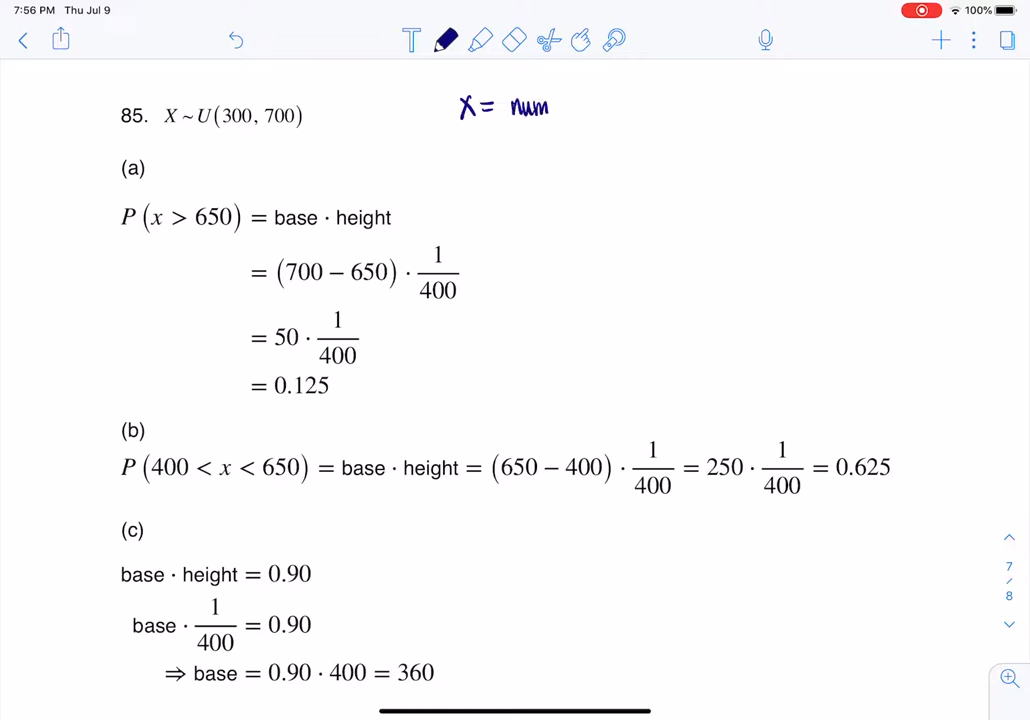 7:56 PM Thu Jul 9
100%
85. X ~ U(300, 700)
X = num
(a)
P(x > 650) = base · height
= (700 − 650) · 1/400
= 50 · 1/400
= 0.125
(b)
P(400 < x < 650) = base · height = (650 − 400) · 1/400 = 250 · 1/400 = 0.625
(c)
base · height = 0.90
base · 1/400 = 0.90
⇒ base = 0.90 · 400 = 360
7
/
8